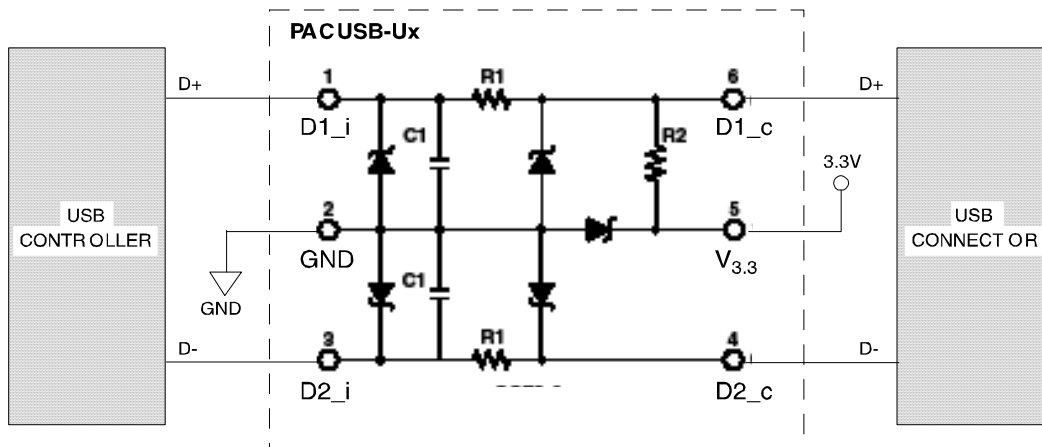 PACUSB-Ux
D+
1
R1
6
D+
D1_i
C1
D1_c
R2
3.3V
USB
CONTROLLER
2
5
USB
CONNECTOR
GND
V3.3
GND
C1
D-
3
R1
4
D-
D2_i
D2_c